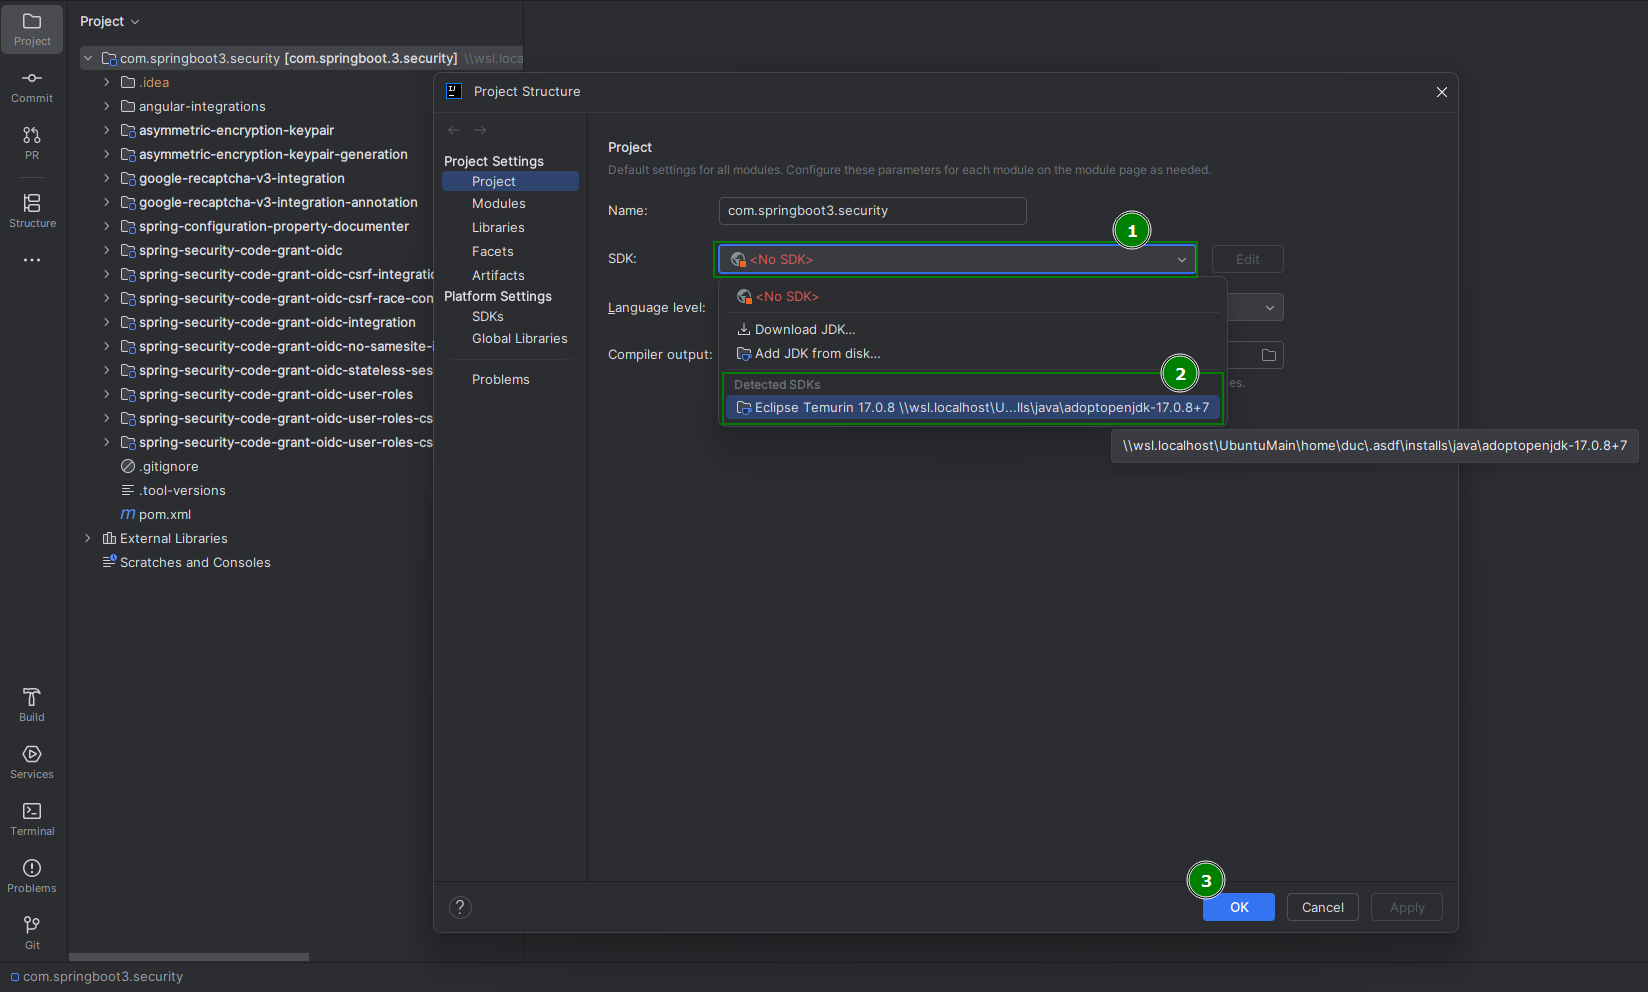 Project
Commit
PR
Structure
Build
Services
Terminal
Problems
Git
Project
com.springboot3.security [com.springboot.3.security] \\wsl.loca
.idea
angular-integrations
asymmetric-encryption-keypair
asymmetric-encryption-keypair-generation
google-recaptcha-v3-integration
google-recaptcha-v3-integration-annotation
spring-configuration-property-documenter
spring-security-code-grant-oidc
spring-security-code-grant-oidc-csrf-integratio
spring-security-code-grant-oidc-csrf-race-con
spring-security-code-grant-oidc-integration
spring-security-code-grant-oidc-no-samesite-i
spring-security-code-grant-oidc-stateless-ses
spring-security-code-grant-oidc-user-roles
spring-security-code-grant-oidc-user-roles-cs
spring-security-code-grant-oidc-user-roles-cs
.gitignore
.tool-versions
m pom.xml
External Libraries
Scratches and Consoles
Project Structure
Project Settings
Project
Modules
Libraries
Facets
Artifacts
Platform Settings
SDKs
Global Libraries
Problems
Project
Default settings for all modules. Configure these parameters for each module on the module page as needed.
Name: com.springboot3.security
1
SDK: <No SDK> Edit
<No SDK>
Language level:
Download JDK...
Compiler output: Add JDK from disk...
2
Detected SDKs es.
Eclipse Temurin 17.0.8 \\wsl.localhost\U...lls\java\adoptopenjdk-17.0.8+7
\\wsl.localhost\UbuntuMain\home\duc\.asdf\installs\java\adoptopenjdk-17.0.8+7
3
? OK Cancel Apply
com.springboot3.security